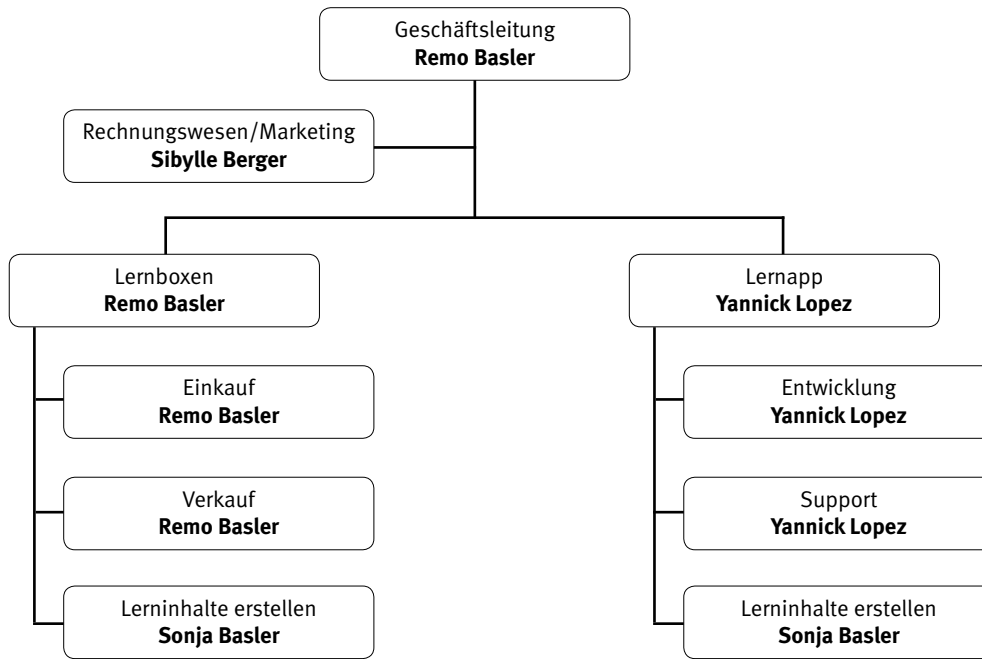 Geschäftsleitung
Remo Basler
Rechnungswesen/Marketing
Sibylle Berger
Lernboxen
Remo Basler
Einkauf
Remo Basler
Verkauf
Remo Basler
Lerninhalte erstellen
Sonja Basler
Lernapp
Yannick Lopez
Entwicklung
Yannick Lopez
Support
Yannick Lopez
Lerninhalte erstellen
Sonja Basler